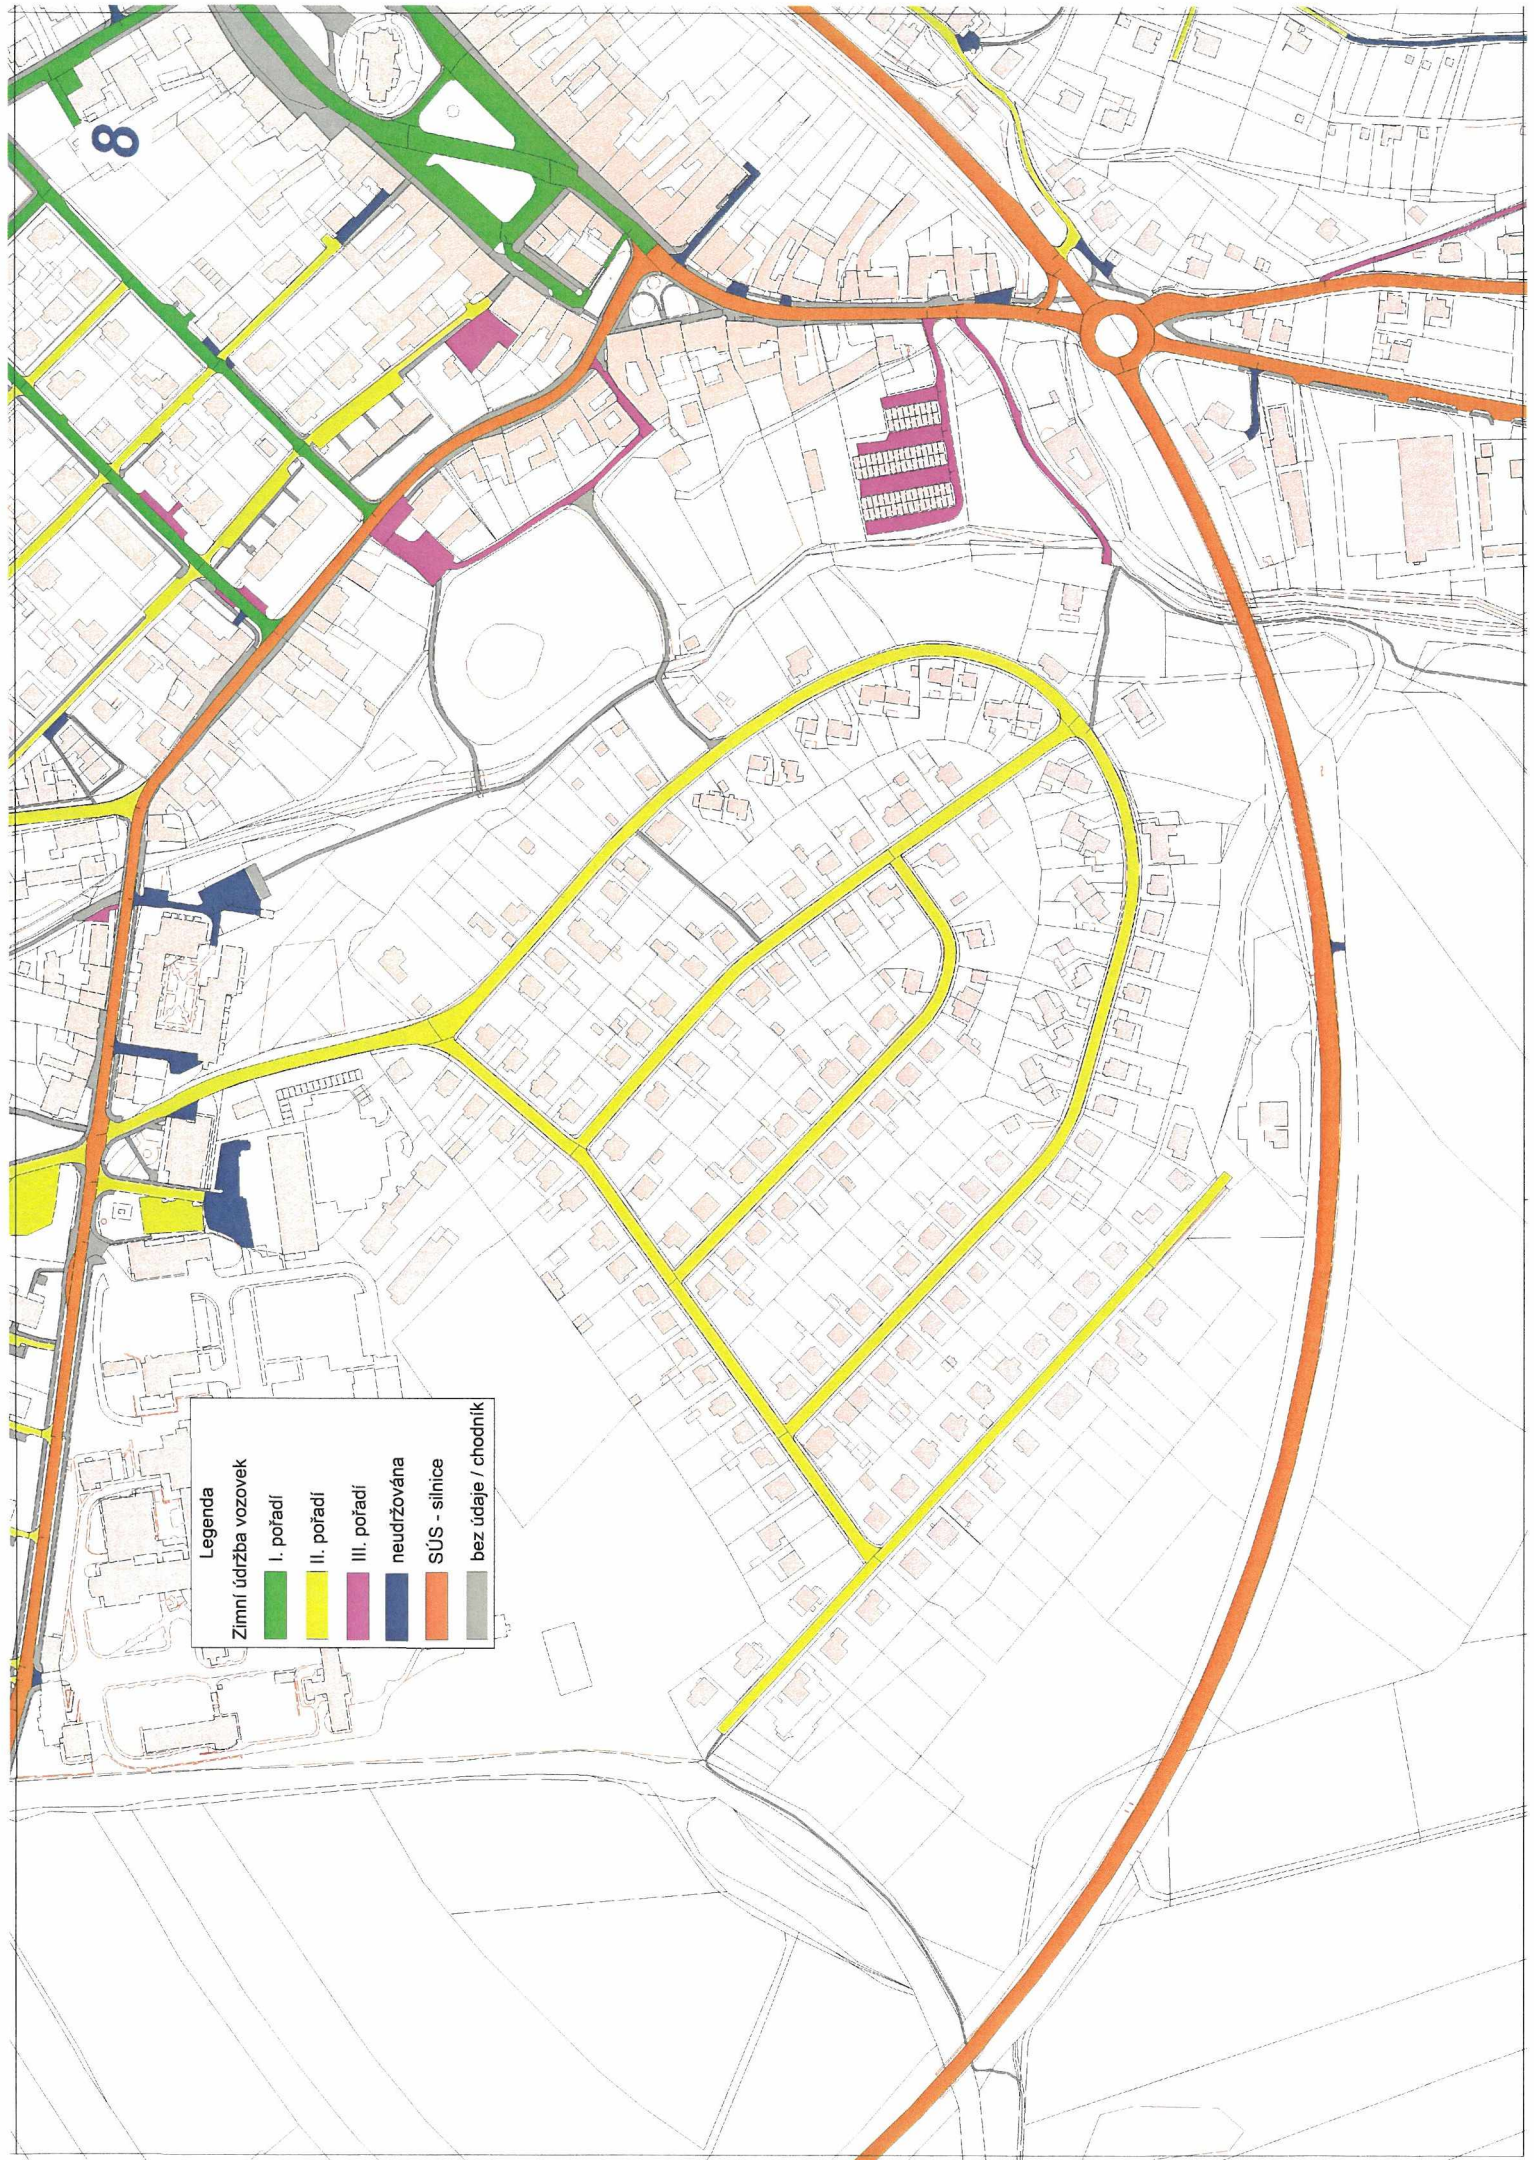 8
Legenda
Zimní údržba vozovek
I. pořadí
II. pořadí
III. pořadí
neudržována
SÚS - silnice
bez údaje / chodník